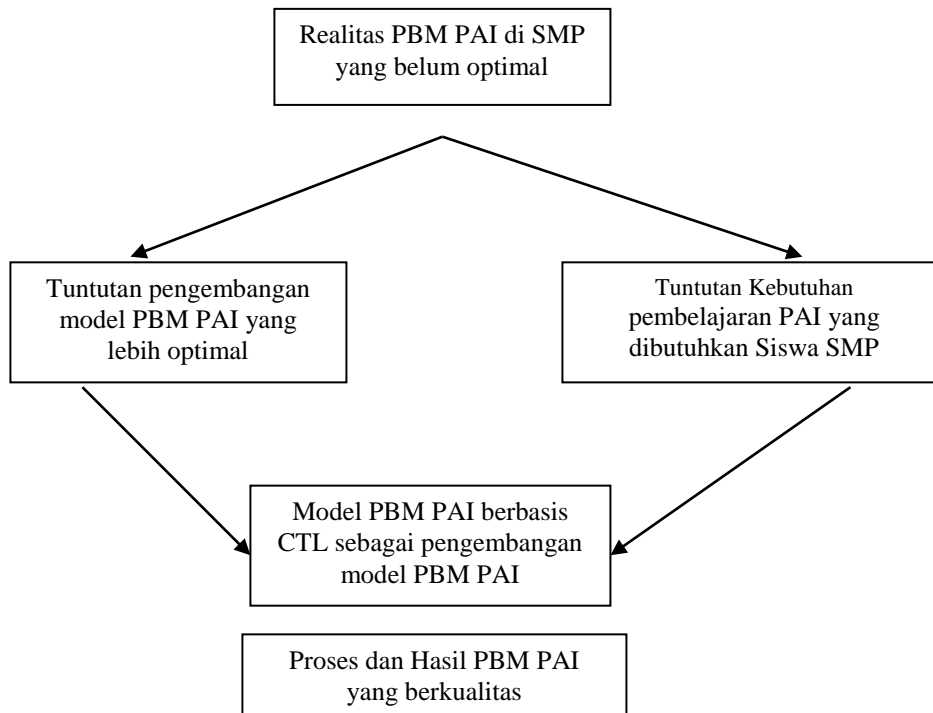 Realitas PBM PAI di SMP
yang belum optimal
Tuntutan pengembangan
model PBM PAI yang
lebih optimal
Tuntutan Kebutuhan
pembelajaran PAI yang
dibutuhkan Siswa SMP
Model PBM PAI berbasis
CTL sebagai pengembangan
model PBM PAI
Proses dan Hasil PBM PAI
yang berkualitas